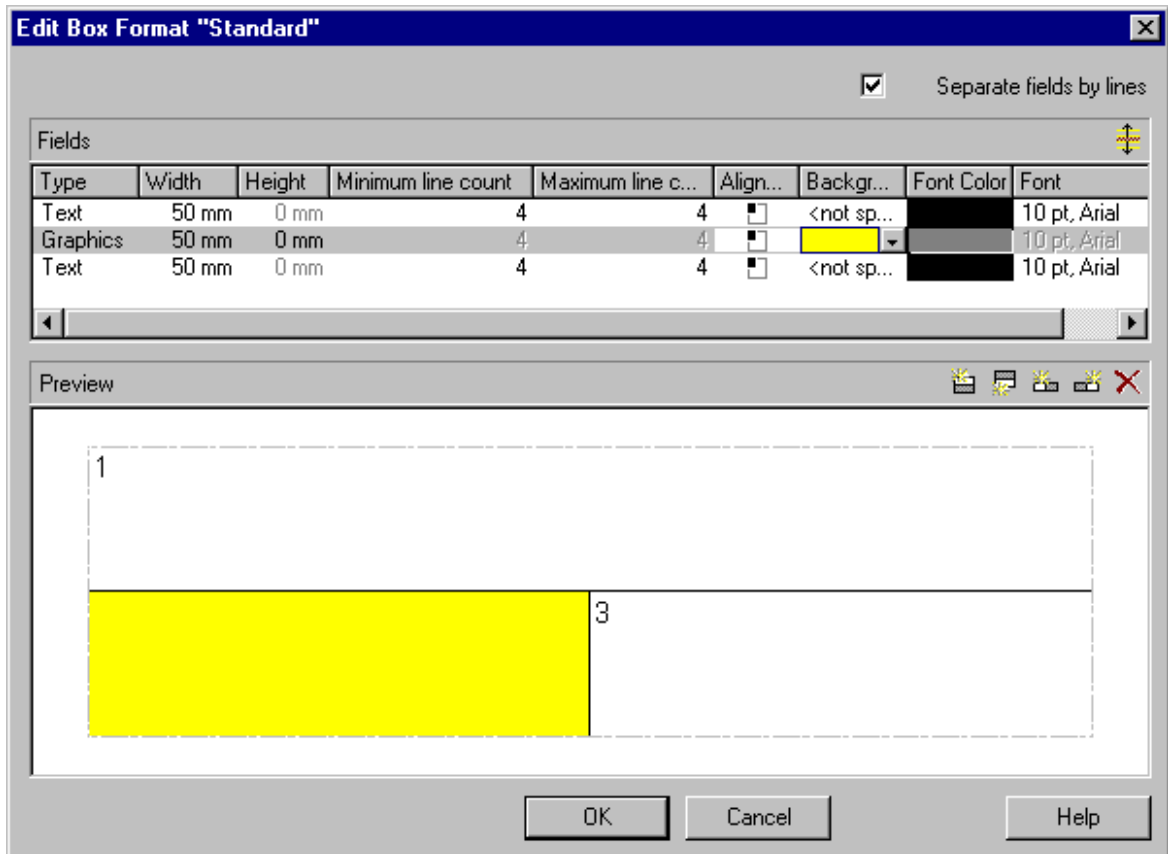 Edit Box Format "Standard"
Separate fields by lines
Fields
Type Width Height Minimum line count Maximum line c... Align... Backgr... Font Color Font
Text 50 mm 0 mm 4 4 <not sp... 10 pt, Arial
Graphics 50 mm 0 mm 4 4 10 pt, Arial
Text 50 mm 0 mm 4 4 <not sp... 10 pt, Arial
Preview
1
3
OK Cancel Help